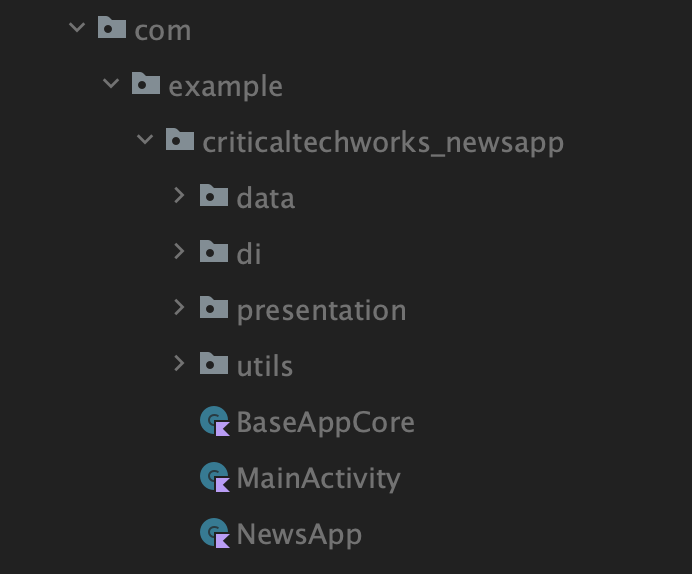 com
example
criticaltechworks_newsapp
data
di
presentation
utils
BaseAppCore
MainActivity
NewsApp